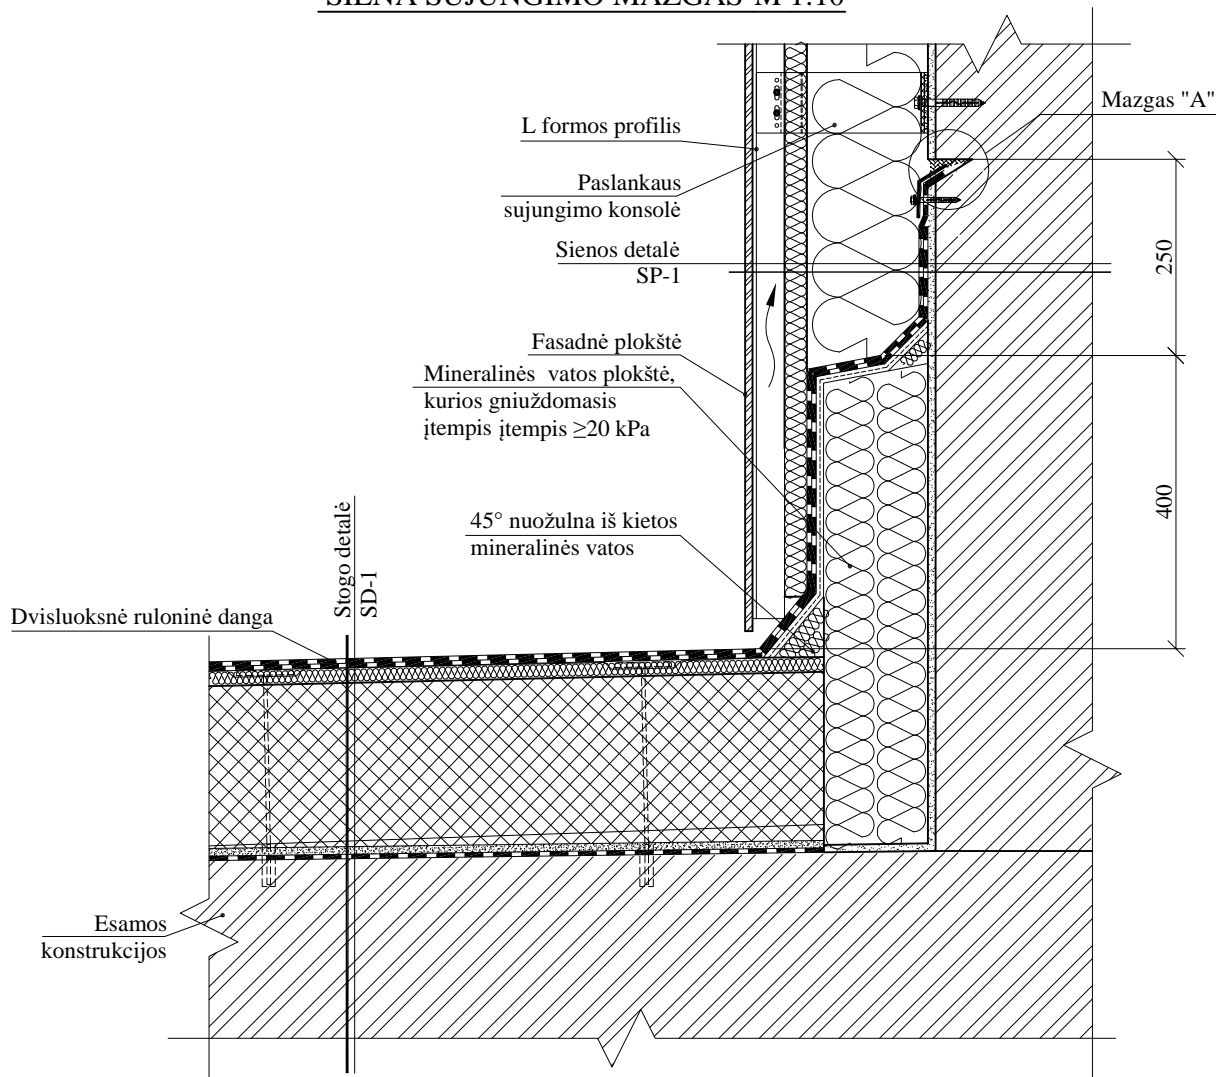 SIENA SUJUNGIMO MAZGAS M 1:10
Mazgas "A"
L formos profilis
Paslankaus
sujungimo konsolė
Sienos detalė
SP-1
250
Fasadnė plokštė
Mineralinės vatos plokštė,
kurios gniuždomasis
įtempis įtempis ≥20 kPa
400
45° nuožulna iš kietos
mineralinės vatos
Stogo detalė
SD-1
Dvisluoksnė ruloninė danga
Esamos
konstrukcijos